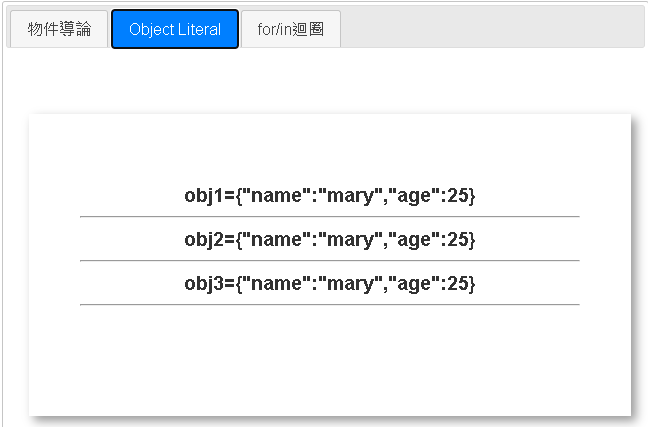 物件導論 Object Literal for/in迴圈
obj1={"name":"mary","age":25}
obj2={"name":"mary","age":25}
obj3={"name":"mary","age":25}